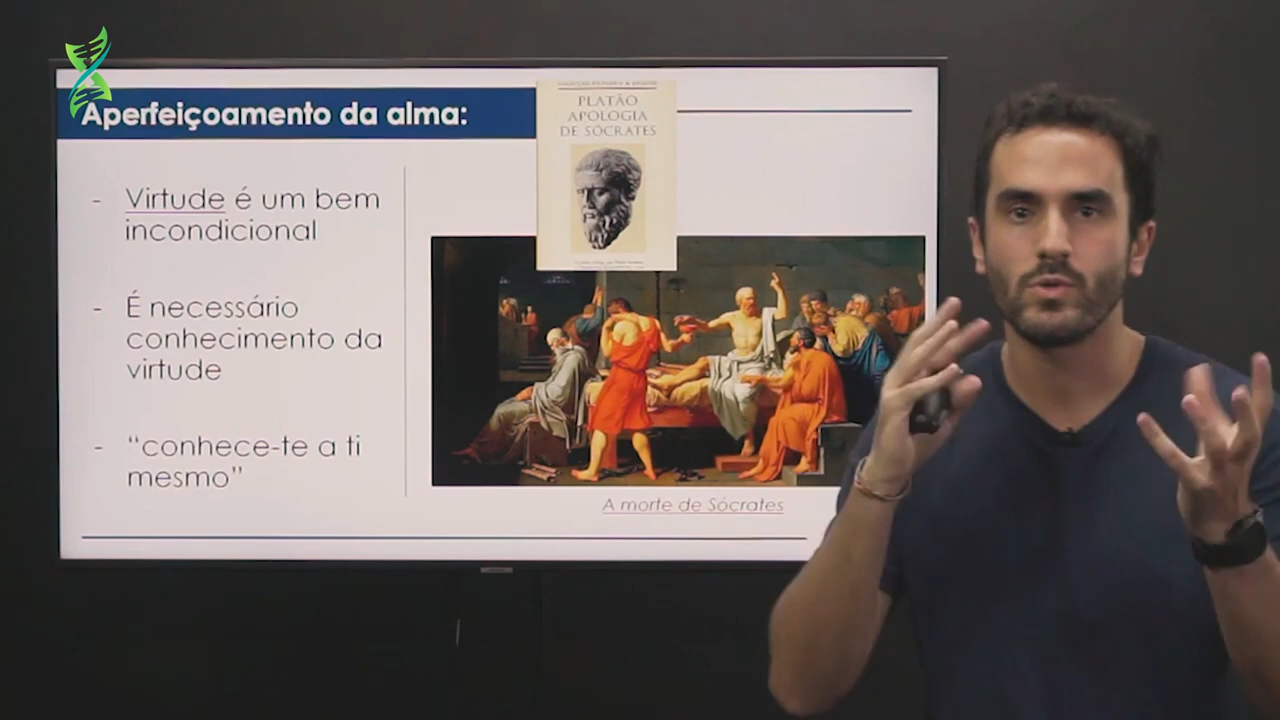 Aperfeiçoamento da alma:
PLATÃO
APOLOGIA
DE SÓCRATES
- Virtude é um bem
incondicional
- É necessário
conhecimento da
virtude
- “conhece-te a ti
mesmo”
A morte de Sócrates